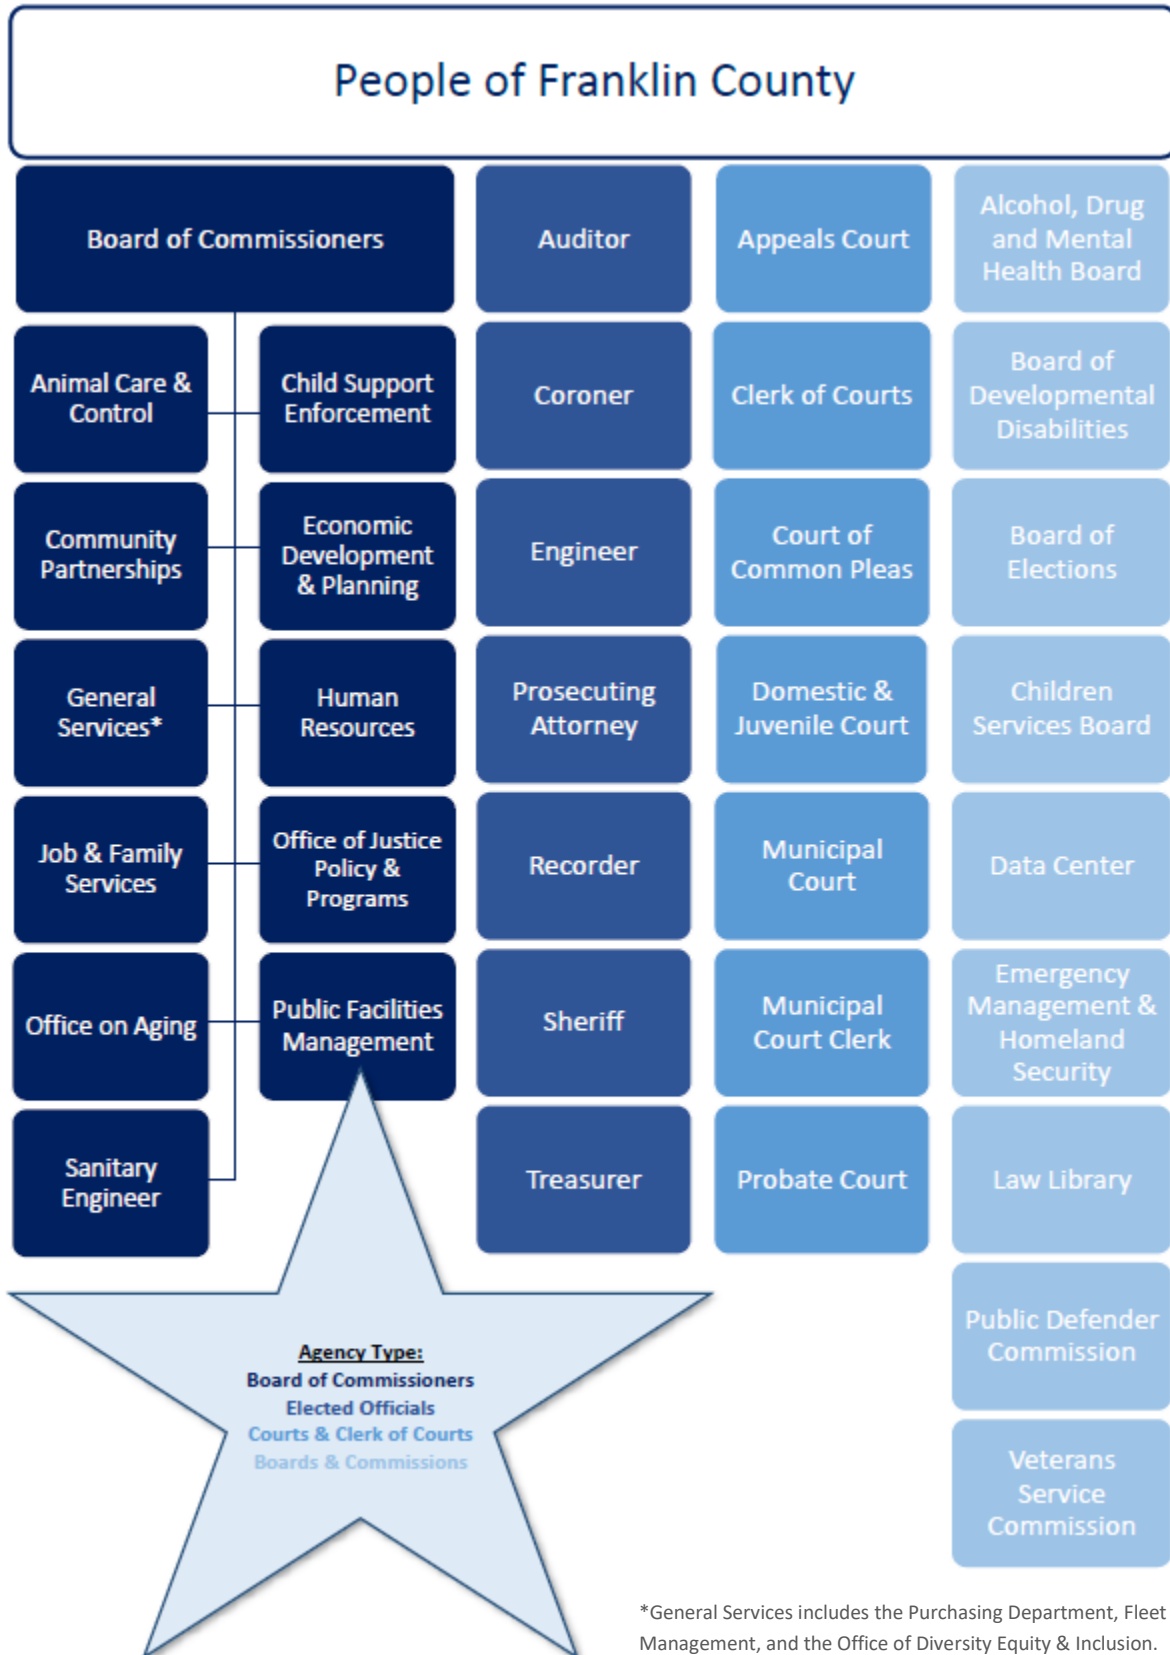 People of Franklin County
Board of Commissioners
Animal Care &
Control
Child Support
Enforcement
Community
Partnerships
Economic
Development
& Planning
General
Services*
Human
Resources
Job & Family
Services
Office of Justice
Policy &
Programs
Office on Aging
Public Facilities
Management
Sanitary
Engineer
Auditor
Coroner
Engineer
Prosecuting
Attorney
Recorder
Sheriff
Treasurer
Appeals Court
Clerk of Courts
Court of
Common Pleas
Domestic &
Juvenile Court
Municipal
Court
Municipal
Court Clerk
Probate Court
Alcohol, Drug
and Mental
Health Board
Board of
Developmental
Disabilities
Board of
Elections
Children
Services Board
Data Center
Emergency
Management &
Homeland
Security
Law Library
Public Defender
Commission
Veterans
Service
Commission
Agency Type:
Board of Commissioners
Elected Officials
Courts & Clerk of Courts
Boards & Commissions
*General Services includes the Purchasing Department, Fleet
Management, and the Office of Diversity Equity & Inclusion.